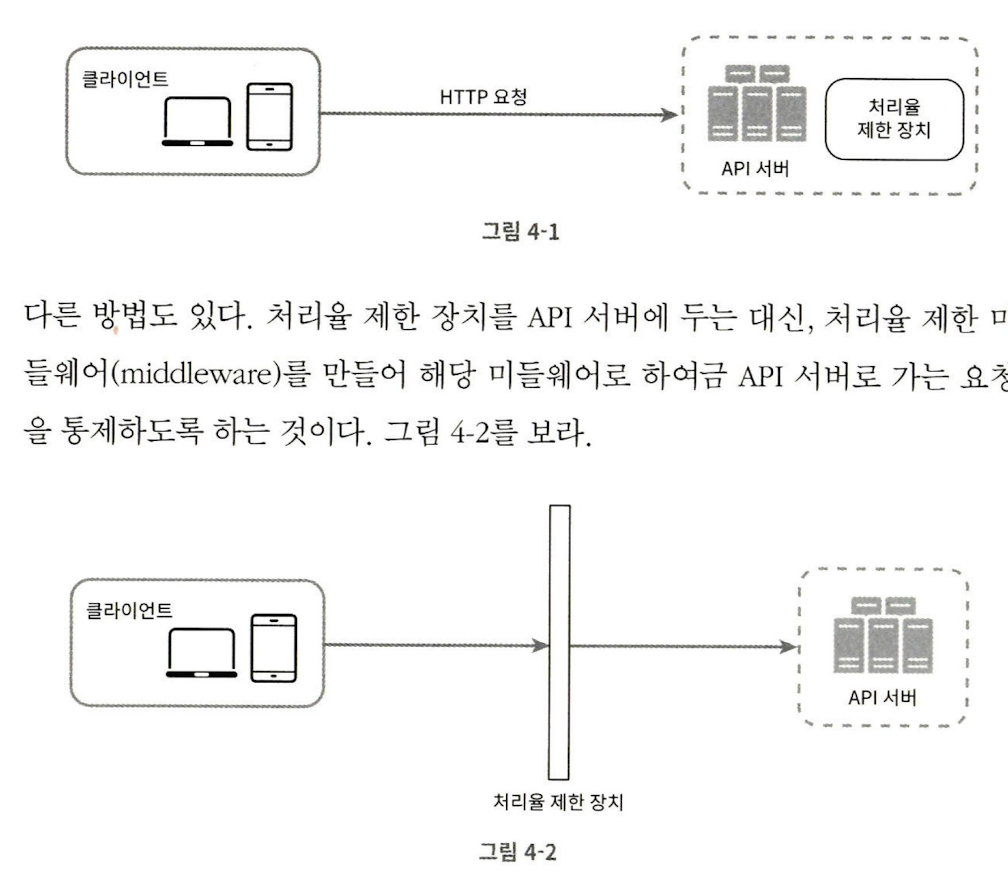 클라이언트
HTTP 요청
처리율
제한 장치
API 서버
그림 4-1
다른 방법도 있다. 처리율 제한 장치를 API 서버에 두는 대신, 처리율 제한
들웨어(middleware)를 만들어 해당 미들웨어로 하여금 API 서버로 가는
을 통제하도록 하는 것이다. 그림 4-2를 보라.
클라이언트
API 서버
처리율 제한 장치
그림 4-2